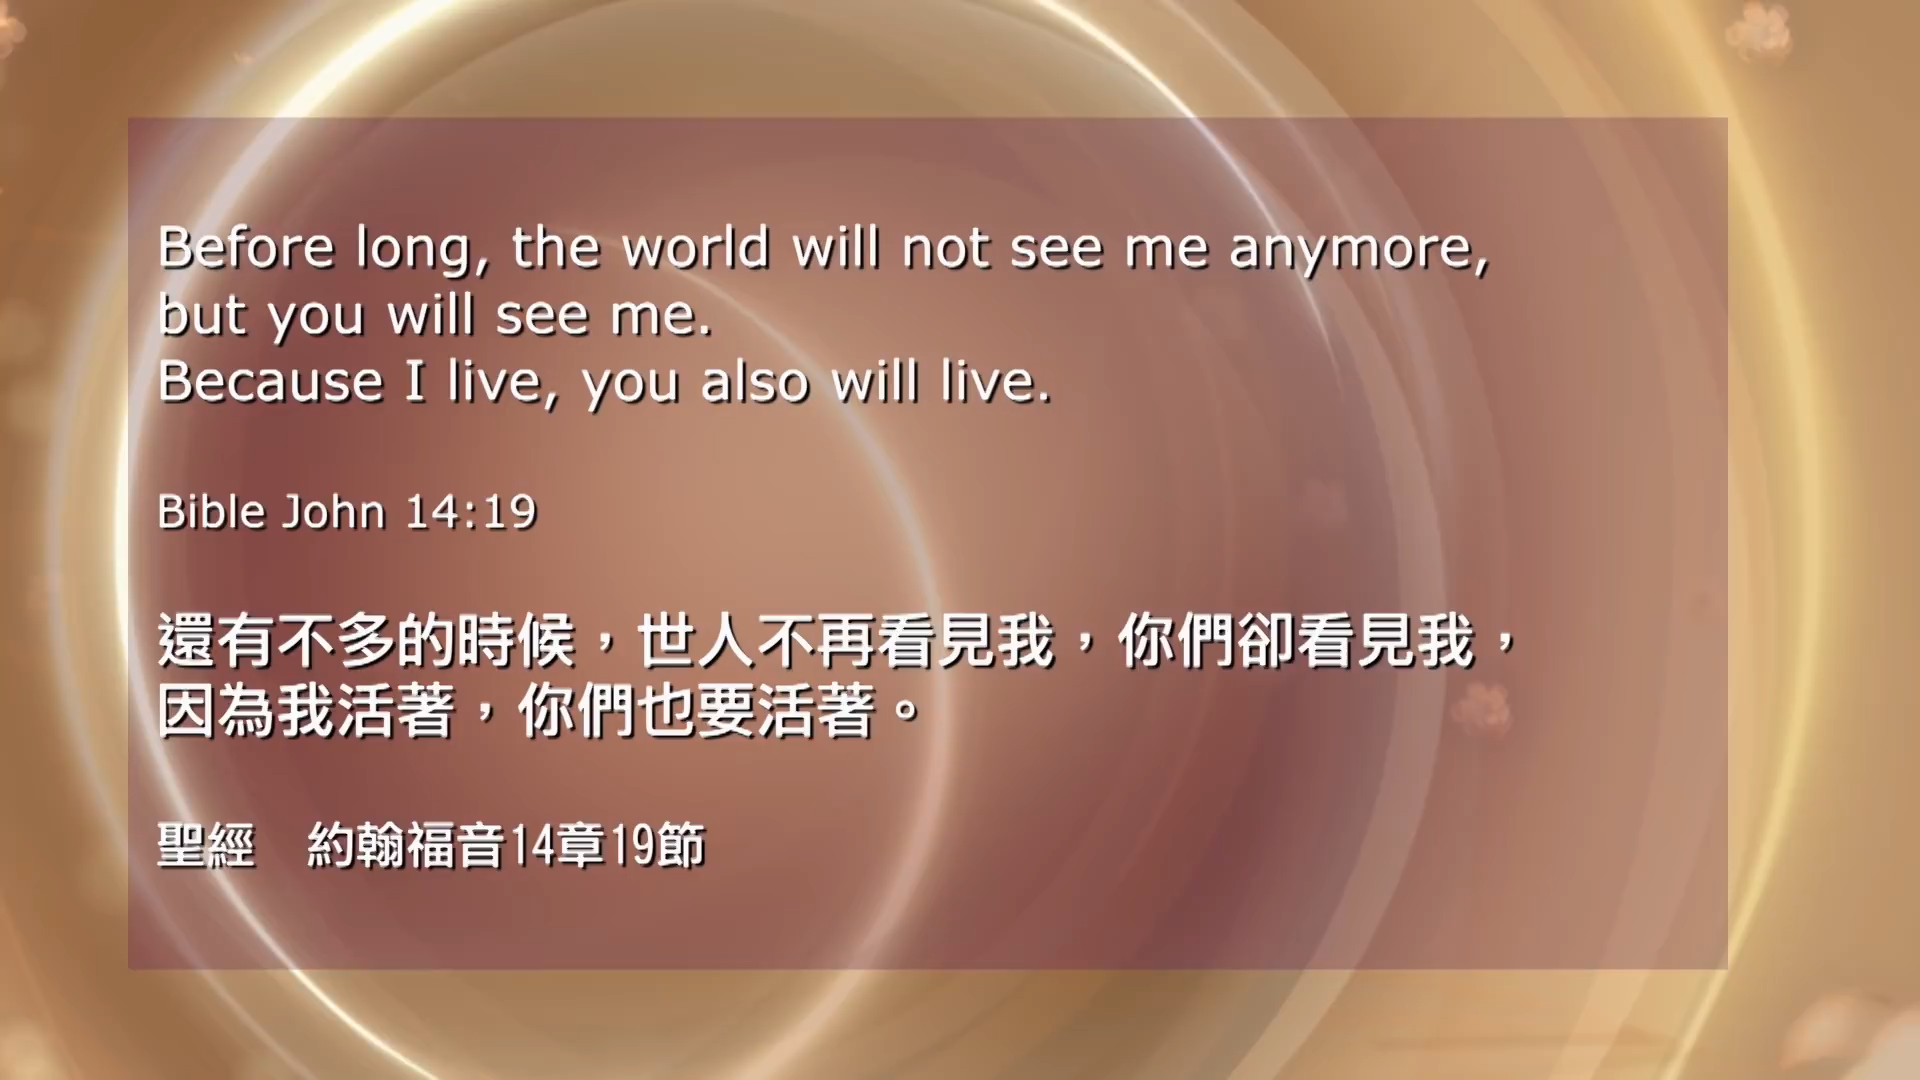 Before long, the world will not see me anymore,
but you will see me.
Because I live, you also will live.
Bible John 14:19
還有不多的時候，世人不再看見我，你們卻看見我，
因為我活著，你們也要活著。
聖經　約翰福音14章19節